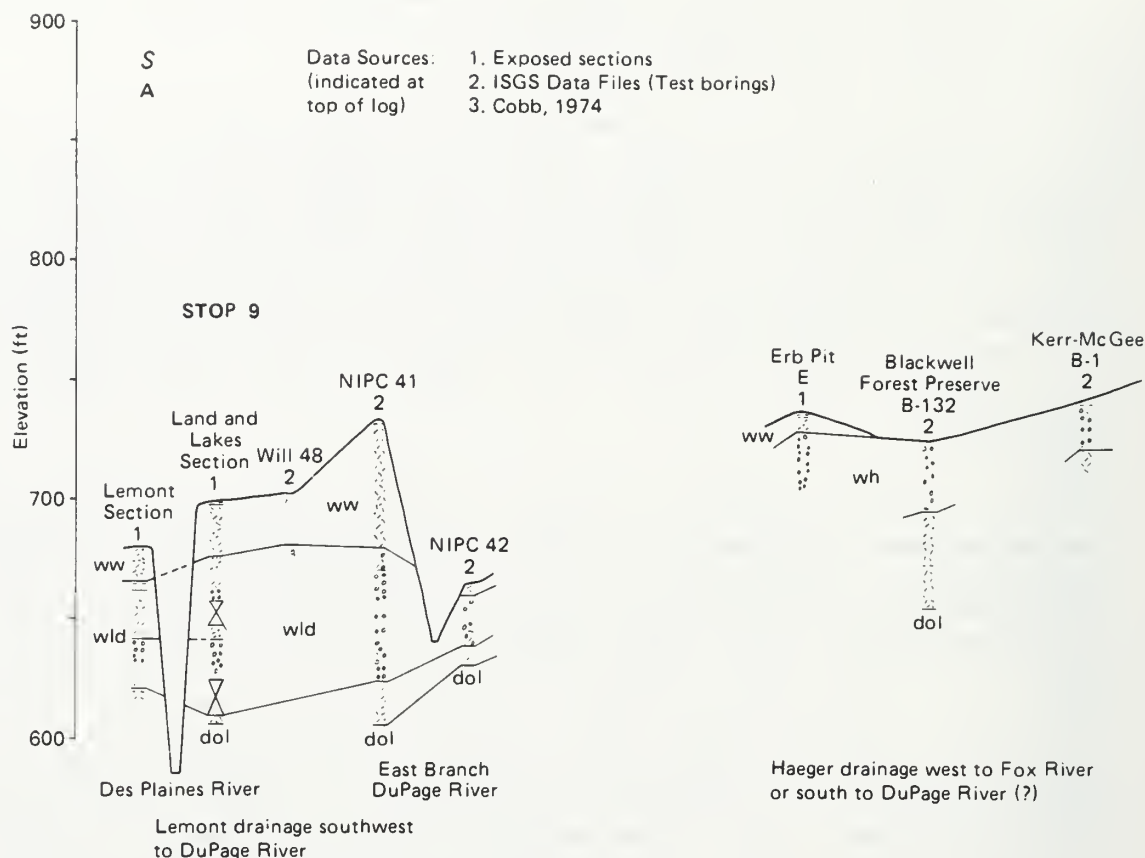 900
S
A
Data Sources: 1. Exposed sections
(indicated at 2. ISGS Data Files (Test borings)
top of log) 3. Cobb, 1974
800
STOP 9
Elevation (ft)
NIPC 41
2
Land and
Lakes
Section
1
Will 48
2
Lemont
Section
1
700
ww
ww
NIPC 42
2
wld
wld
dol
dol
dol
600
Des Plaines River
East Branch
DuPage River
Lemont drainage southwest
to DuPage River
Erb Pit
E
1
Blackwell
Forest Preserve
B-132
2
Kerr-McGee
B-1
2
ww
wh
dol
Haeger drainage west to Fox River
or south to DuPage River (?)